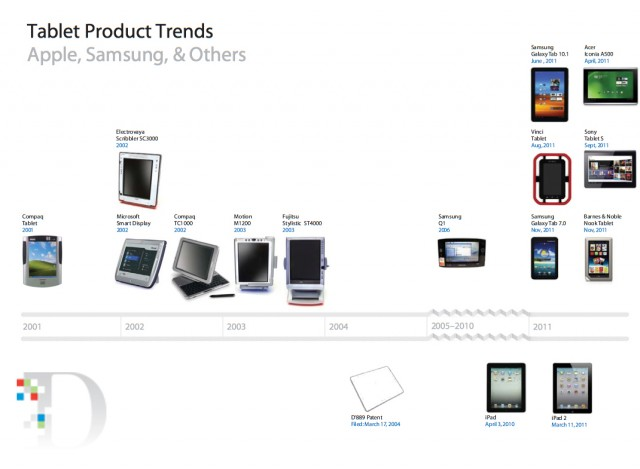 Tablet Product Trends
Apple, Samsung, & Others
Samsung
Galaxy Tab 10.1
June, 2011
Acer
Iconia A500
April, 2011
Electrovaya
Scribbler SC3000
2002
Vinci
Tablet
Aug, 2011
Sony
Tablet S
Sept, 2011
Compaq
Tablet
2001
Microsoft
Smart Display
2002
Compaq
TC1000
2002
Motion
M1200
2003
Fujitsu
Stylistic ST4000
2003
Samsung
Q1
2006
Samsung
Galaxy Tab 7.0
Nov, 2011
Barnes & Noble
Nook Tablet
Nov, 2011
2001
2002
2003
2004
2005-2010
2011
D'889 Patent
Filed: March 17, 2004
iPad
April 3, 2010
iPad 2
March 11, 2011
D